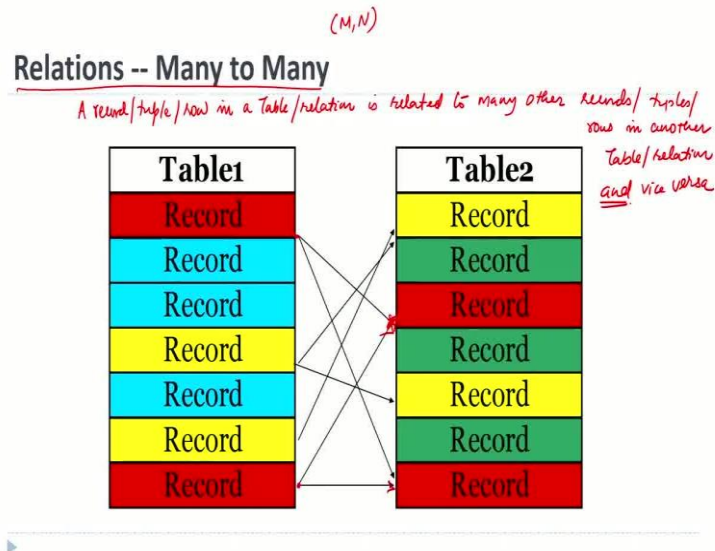 (M,N)
Relations -- Many to Many
A record/tuple/row in a Table/relation is related to many other records/tuples/
rows in another
Table/relation
and vice versa
Table1
Record
Record
Record
Record
Record
Record
Record
Table2
Record
Record
Record
Record
Record
Record
Record